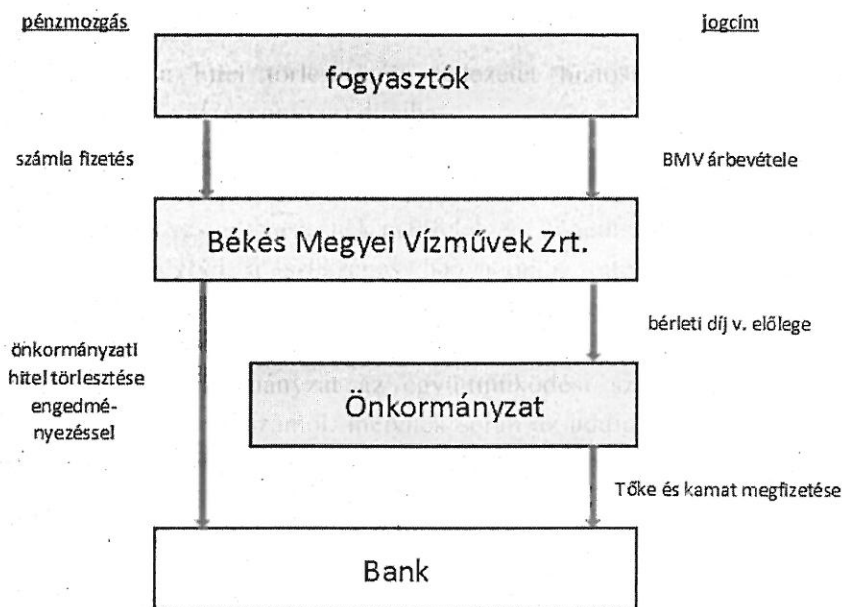 pénzmozgás
jogcím
fogyasztók
számla fizetés
BMV árbevétele
Békés Megyei Vízművek Zrt.
önkormányzati
hitel törlesztése
engedmé-
nyezéssel
bérleti díj v. előlege
Önkormányzat
Tőke és kamat megfizetése
Bank